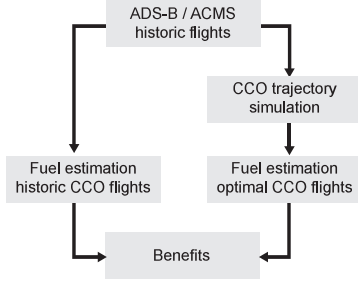 ADS-B / ACMS
historic flights
CCO trajectory
simulation
Fuel estimation
historic CCO flights
Fuel estimation
optimal CCO flights
Benefits